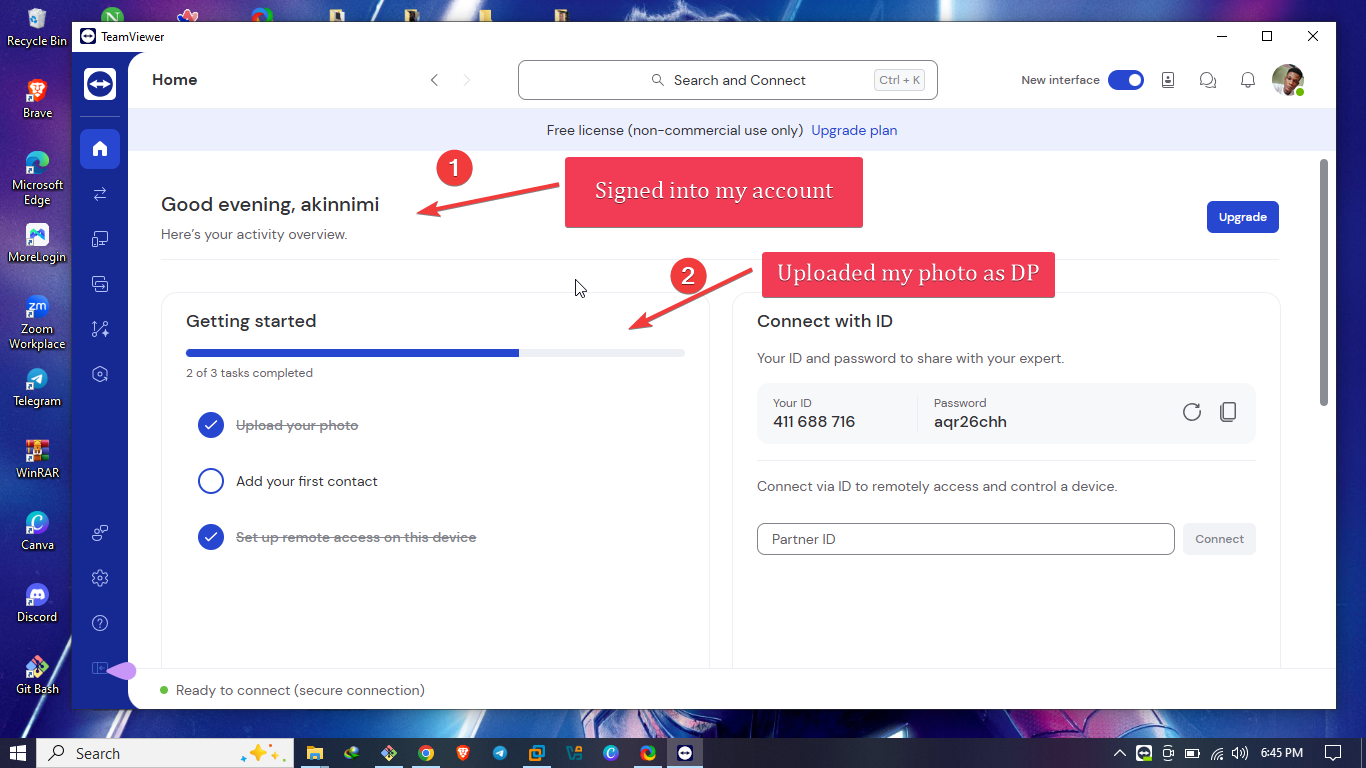 Recycle Bin
Brave
Microsoft
Edge
MoreLogin
Zoom
Workplace
Telegram
WinRAR
Canva
Discord
Git Bash
TeamViewer
Home
Search and Connect
Ctrl + K
New interface
Free license (non-commercial use only) Upgrade plan
1
Signed into my account
Good evening, akinnimi
Here's your activity overview.
Upgrade
2
Uploaded my photo as DP
Getting started
2 of 3 tasks completed
Upload your photo
Add your first contact
Set up remote access on this device
Connect with ID
Your ID and password to share with your expert.
Your ID
411 688 716
Password
aqr26chh
Connect via ID to remotely access and control a device.
Partner ID
Connect
Ready to connect (secure connection)
Search
6:45 PM